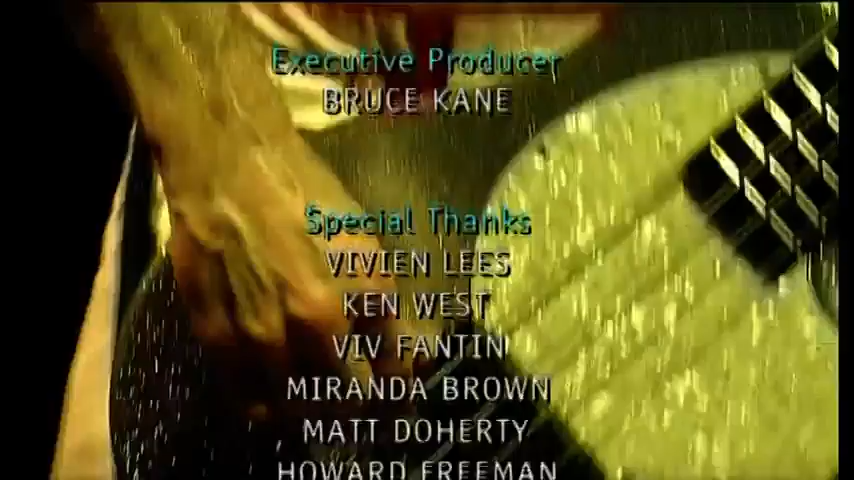 Executive Producer
BRUCE KANE
Special Thanks
VIVIEN LEES
KEN WEST
VIV FANTIN
MIRANDA BROWN
MATT DOHERTY
HOWARD FREEMAN